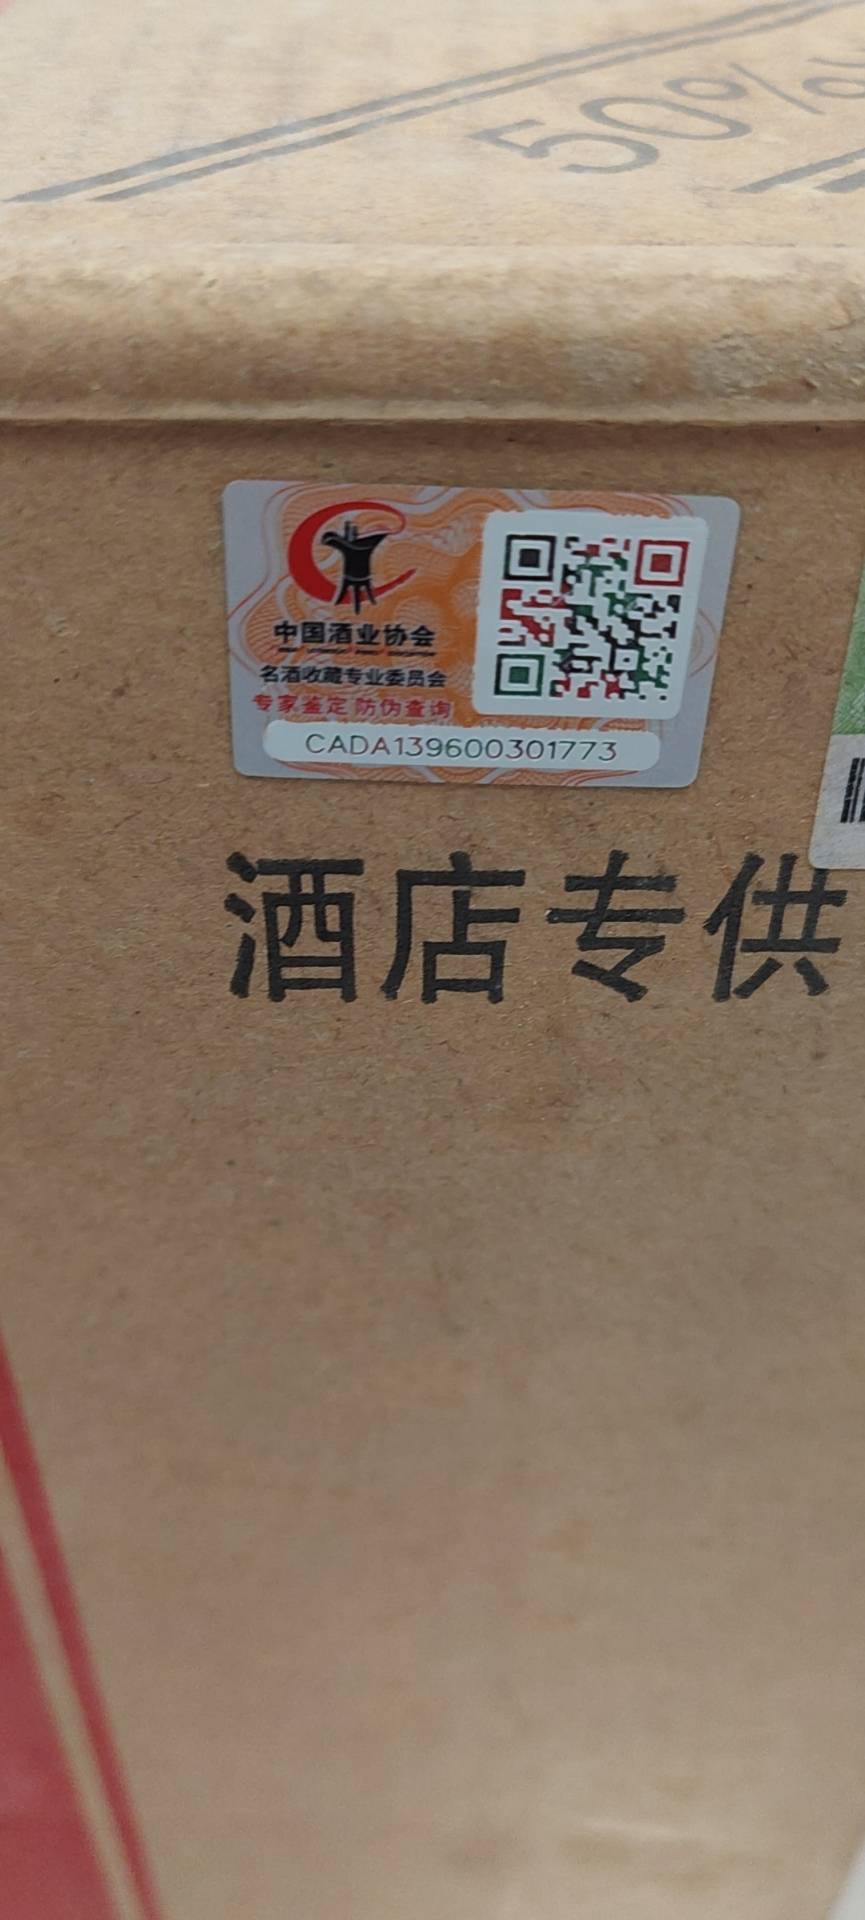 50%
中国酒业协会
名酒收藏专业委员会
专家鉴定 防伪查询
CADA139600301773
酒店专供